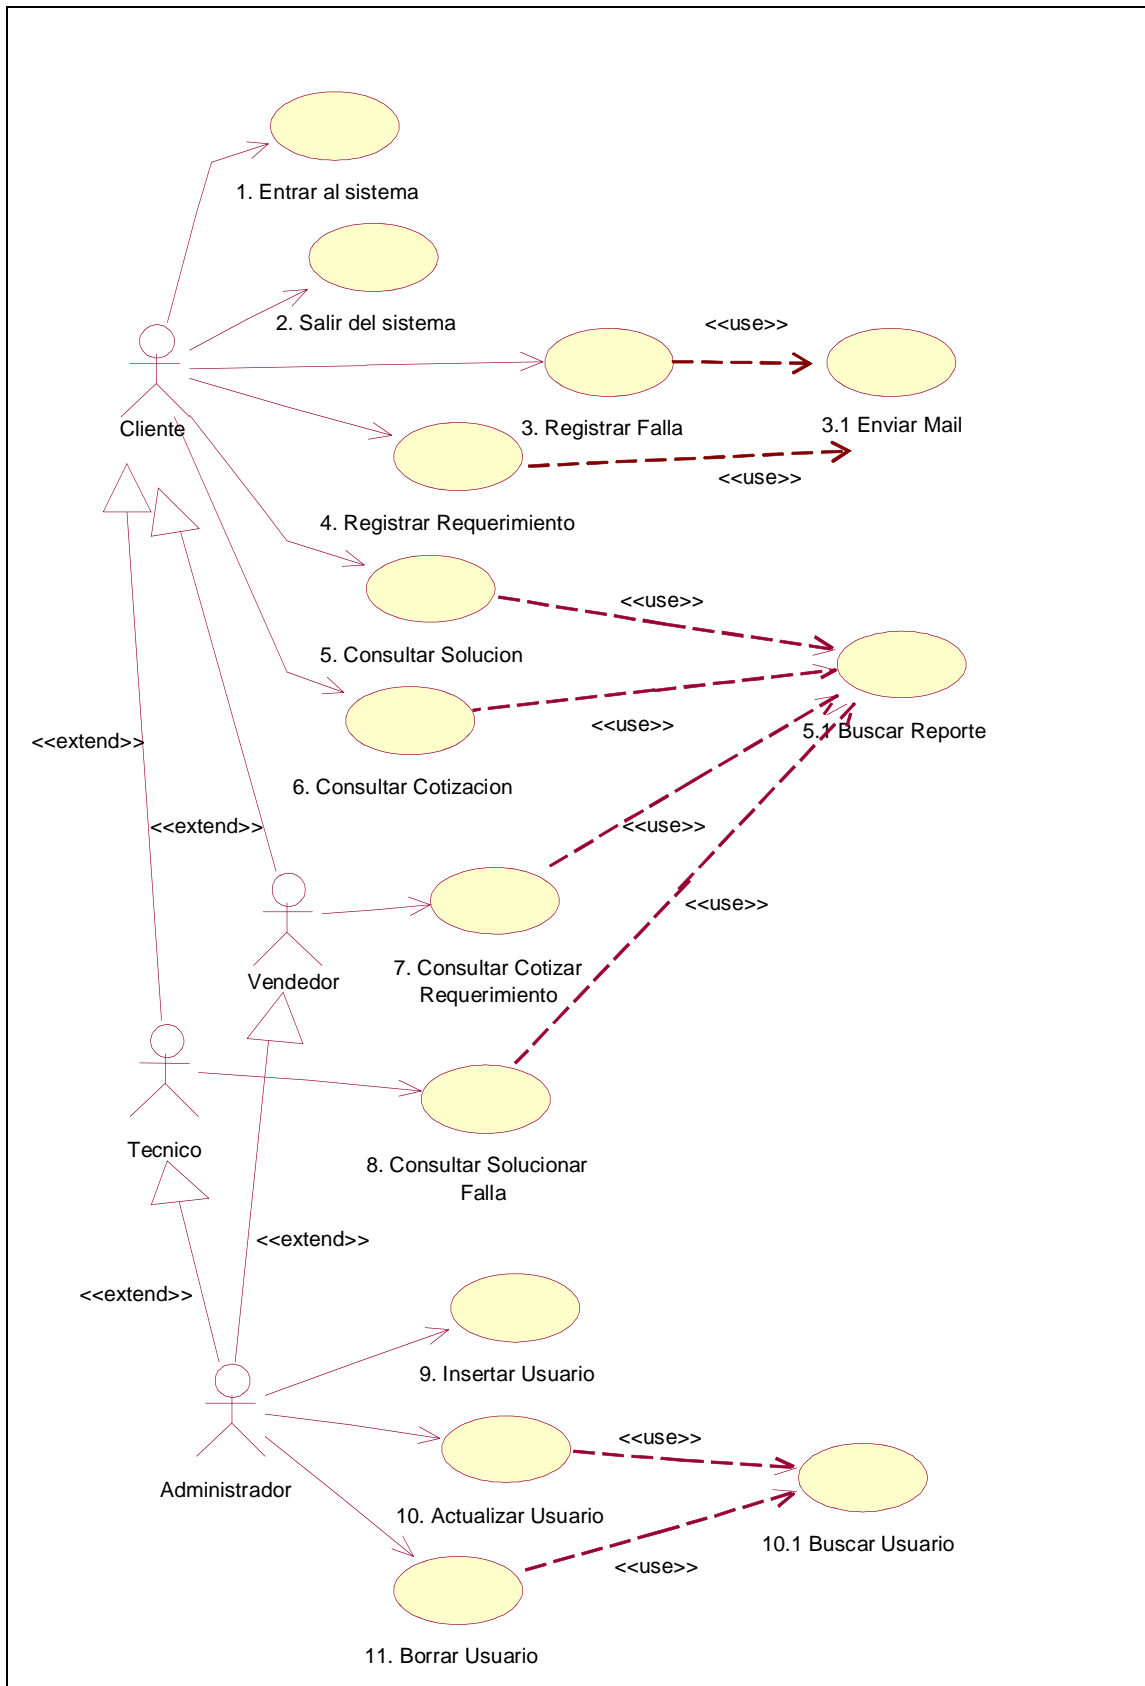 1. Entrar al sistema
2. Salir del sistema
<<use>>
Cliente
3. Registrar Falla
3.1 Enviar Mail
<<use>>
4. Registrar Requerimiento
<<use>>
5. Consultar Solucion
<<use>>
5.1 Buscar Reporte
<<extend>>
6. Consultar Cotizacion
<<extend>>
<<use>>
<<use>>
Vendedor
7. Consultar Cotizar
Requerimiento
Tecnico
8. Consultar Solucionar
Falla
<<extend>>
<<extend>>
9. Insertar Usuario
<<use>>
Administrador
10. Actualizar Usuario
10.1 Buscar Usuario
<<use>>
11. Borrar Usuario